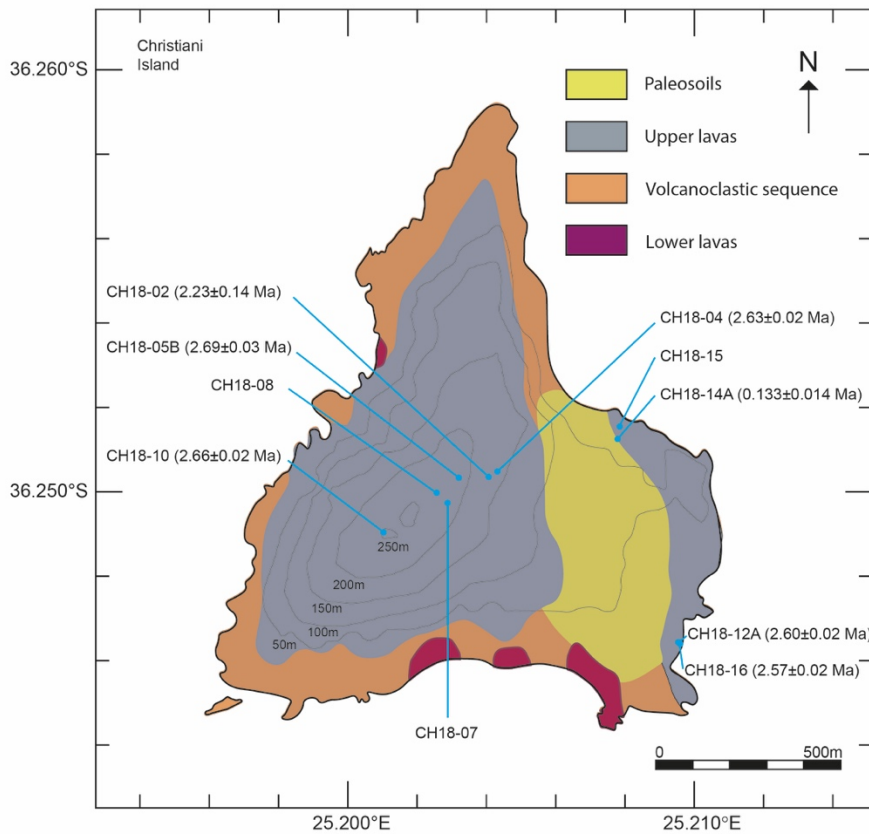 Christiani
Island
36.260°S
N
Paleosoils
Upper lavas
Volcanoclastic sequence
Lower lavas
CH18-02 (2.23±0.14 Ma)
CH18-04 (2.63±0.02 Ma)
CH18-05B (2.69±0.03 Ma)
CH18-15
CH18-08
CH18-14A (0.133±0.014 Ma)
CH18-10 (2.66±0.02 Ma)
36.250°S
250m
200m
150m
100m
50m
CH18-12A (2.60±0.02 Ma)
CH18-16 (2.57±0.02 Ma)
CH18-07
0 500m
25.200°E 25.210°E